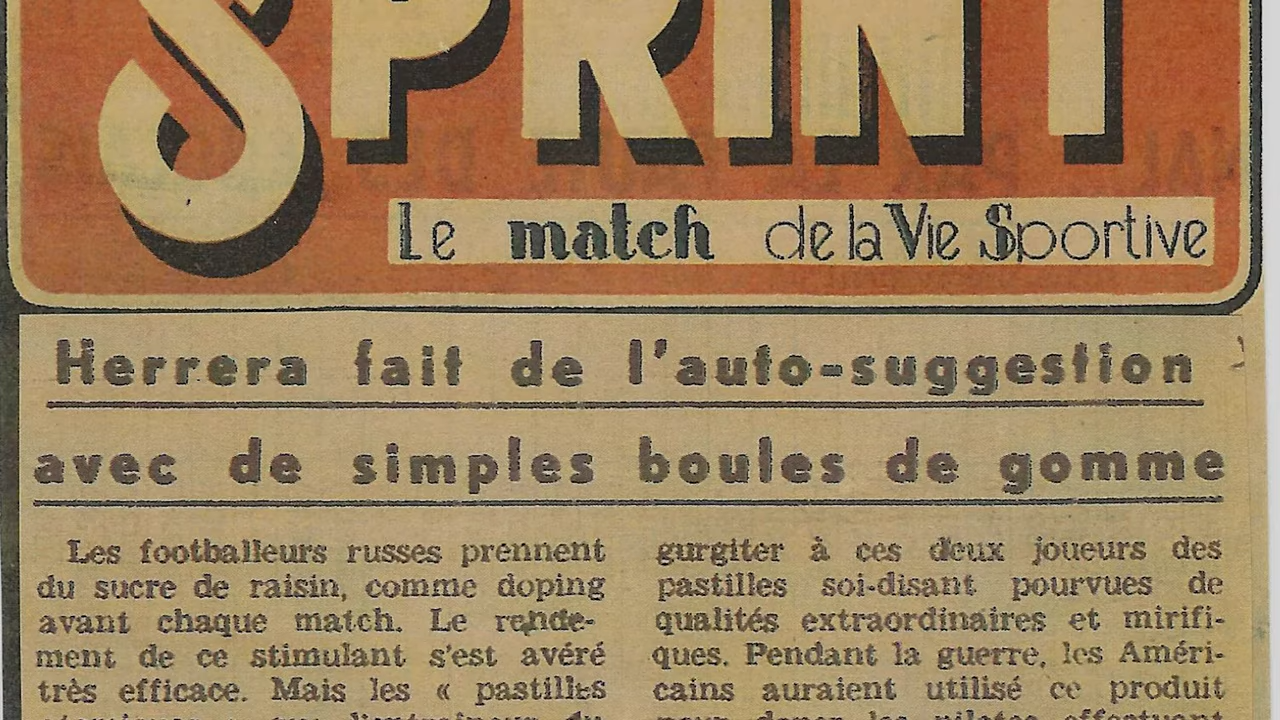 SPRINT
Le match de la Vie Sportive
Herrera fait de l'auto-suggestion
avec de simples boules de gomme
Les footballeurs russes prennent
du sucre de raisin, comme doping
avant chaque match. Le rende-
ment de ce stimulant s'est avéré
très efficace. Mais les « pastilles
gurgiter à ces deux joueurs des
pastilles soi-disant pourvues de
qualités extraordinaires et mirifi-
ques. Pendant la guerre, les Améri-
cains auraient utilisé ce produit